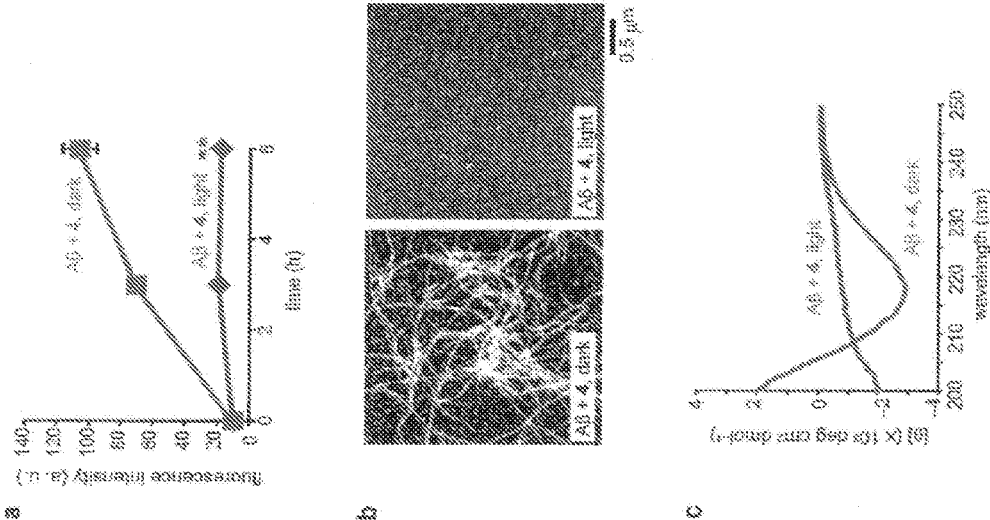 a
fluorescence intensity (a. u.)
140
120
100
80
60
40
20
0
Aβ + 4, dark
Aβ + 4, light
**
0 2 4 6
time (h)
b
Aβ + 4, dark
Aβ + 4, light
0.5 μm
c
4
2
0
-2
-4
Aβ + 4, light
Aβ + 4, dark
200 210 220 230 240 250
wavelength (nm)